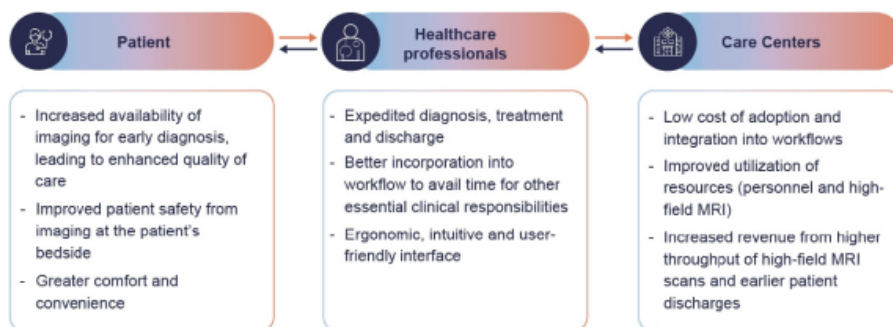 Patient
- Increased availability of
imaging for early diagnosis,
leading to enhanced quality of
care
- Improved patient safety from
imaging at the patient's
bedside
- Greater comfort and
convenience
Healthcare
professionals
- Expedited diagnosis, treatment
and discharge
- Better incorporation into
workflow to avail time for other
essential clinical responsibilities
- Ergonomic, intuitive and user-
friendly interface
Care Centers
- Low cost of adoption and
integration into workflows
- Improved utilization of
resources (personnel and high-
field MRI)
- Increased revenue from higher
throughput of high-field MRI
scans and earlier patient
discharges